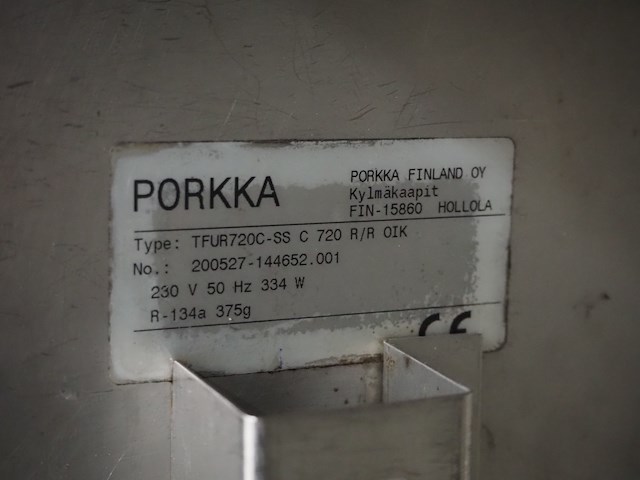 PORKKA
PORKKA FINLAND OY
Kylmäkaapit
FIN-15860 HOLLOLA
Type: TFUR720C-SS C 720 R/R OIK
No.: 200527-144652.001
230 V 50 Hz 334 W
R-134a 375g
CE